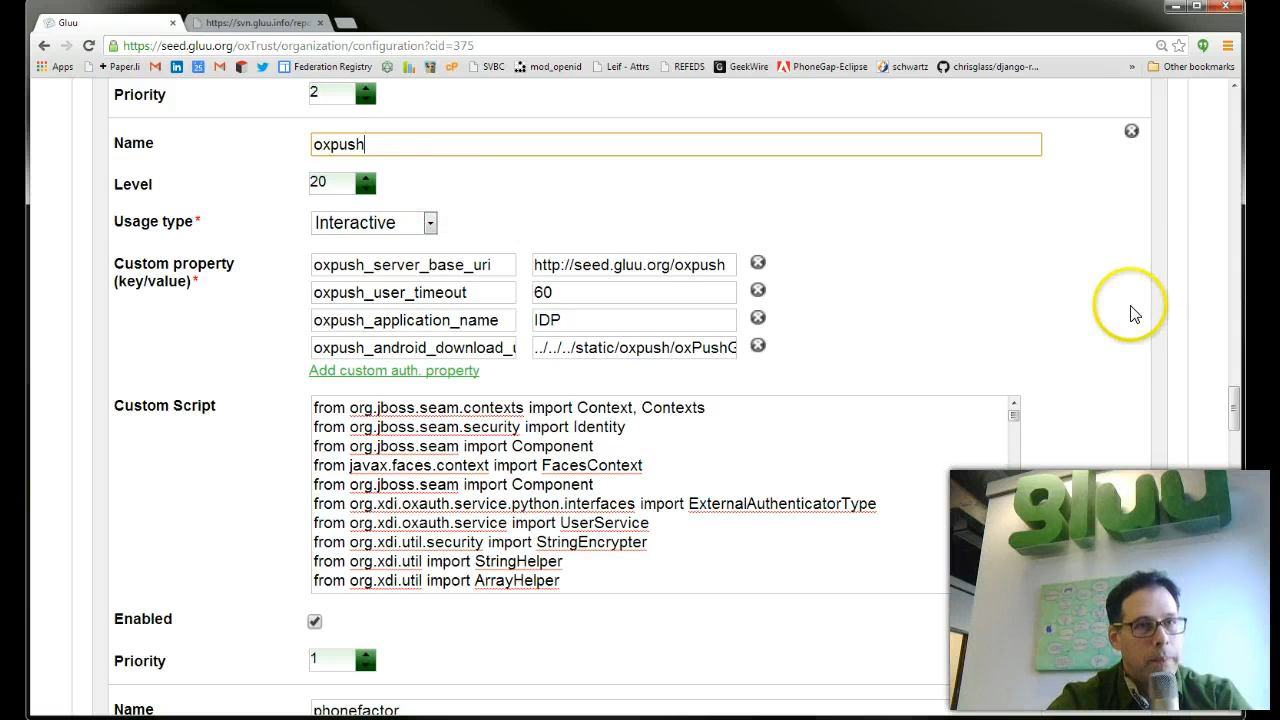 Gluu
https://svn.gluu.info/repo
https://seed.gluu.org/oxTrust/organization/configuration?cid=375
Apps
+ Paper.li
Federation Registry
cP
SVBC
mod_openid
Leif - Attrs
REFEDS
GeekWire
PhoneGap-Eclipse
schwartz
chrisglass/django-r...
»
Other bookmarks
Priority
2
Name
oxpush
Level
20
Usage type*
Interactive
Custom property
(key/value)*
oxpush_server_base_uri
http://seed.gluu.org/oxpush
oxpush_user_timeout
60
oxpush_application_name
IDP
oxpush_android_download_u
../../../static/oxpush/oxPushG
Add custom auth. property
Custom Script
from org.jboss.seam.contexts import Context, Contexts
from org.jboss.seam.security import Identity
from org.jboss.seam import Component
from javax.faces.context import FacesContext
from org.jboss.seam import Component
from org.xdi.oxauth.service.python.interfaces import ExternalAuthenticatorType
from org.xdi.oxauth.service import UserService
from org.xdi.util.security import StringEncrypter
from org.xdi.util import StringHelper
from org.xdi.util import ArrayHelper
Enabled
Priority
1
Name
phonefactor
gluu